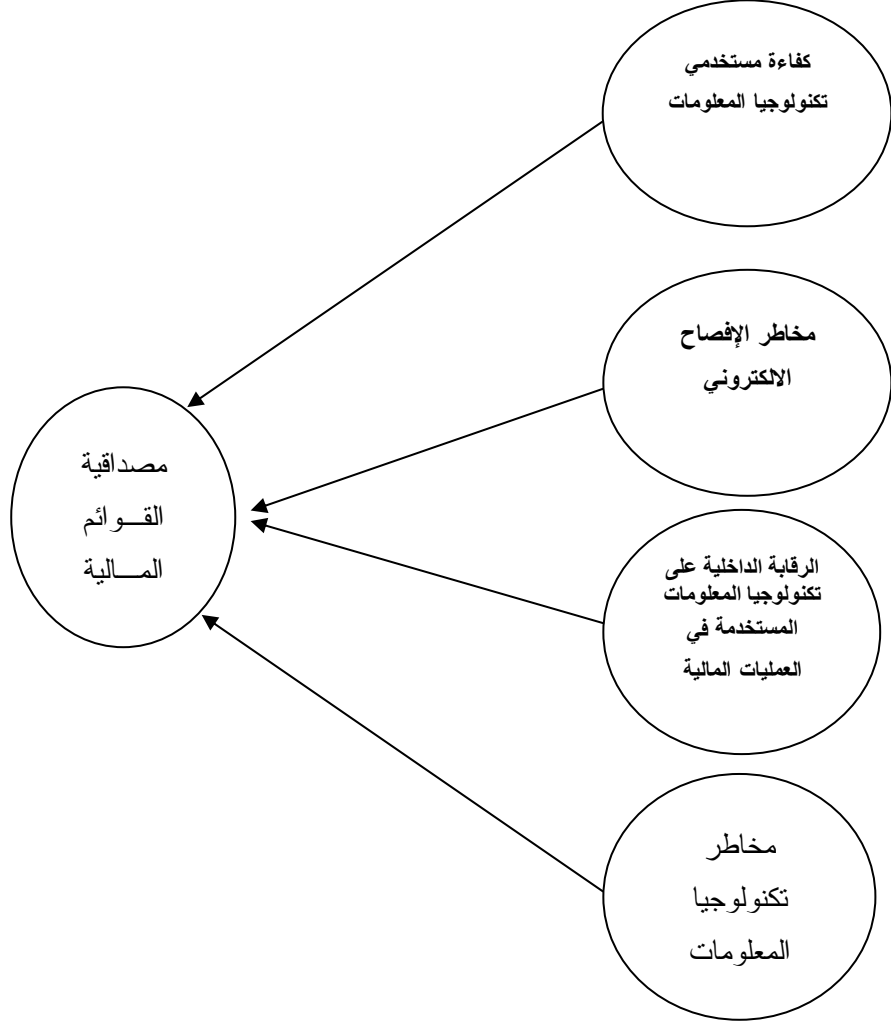 كفاءة مستخدمي
تكنولوجيا المعلومات
مخاطر الإفصاح
الالكتروني
مصداقية
القـــوائم
المـــالية
الرقابة الداخلية على
تكنولوجيا المعلومات
المستخدمة في
العمليات المالية
مخاطر
تكنولوجيا
المعلومات